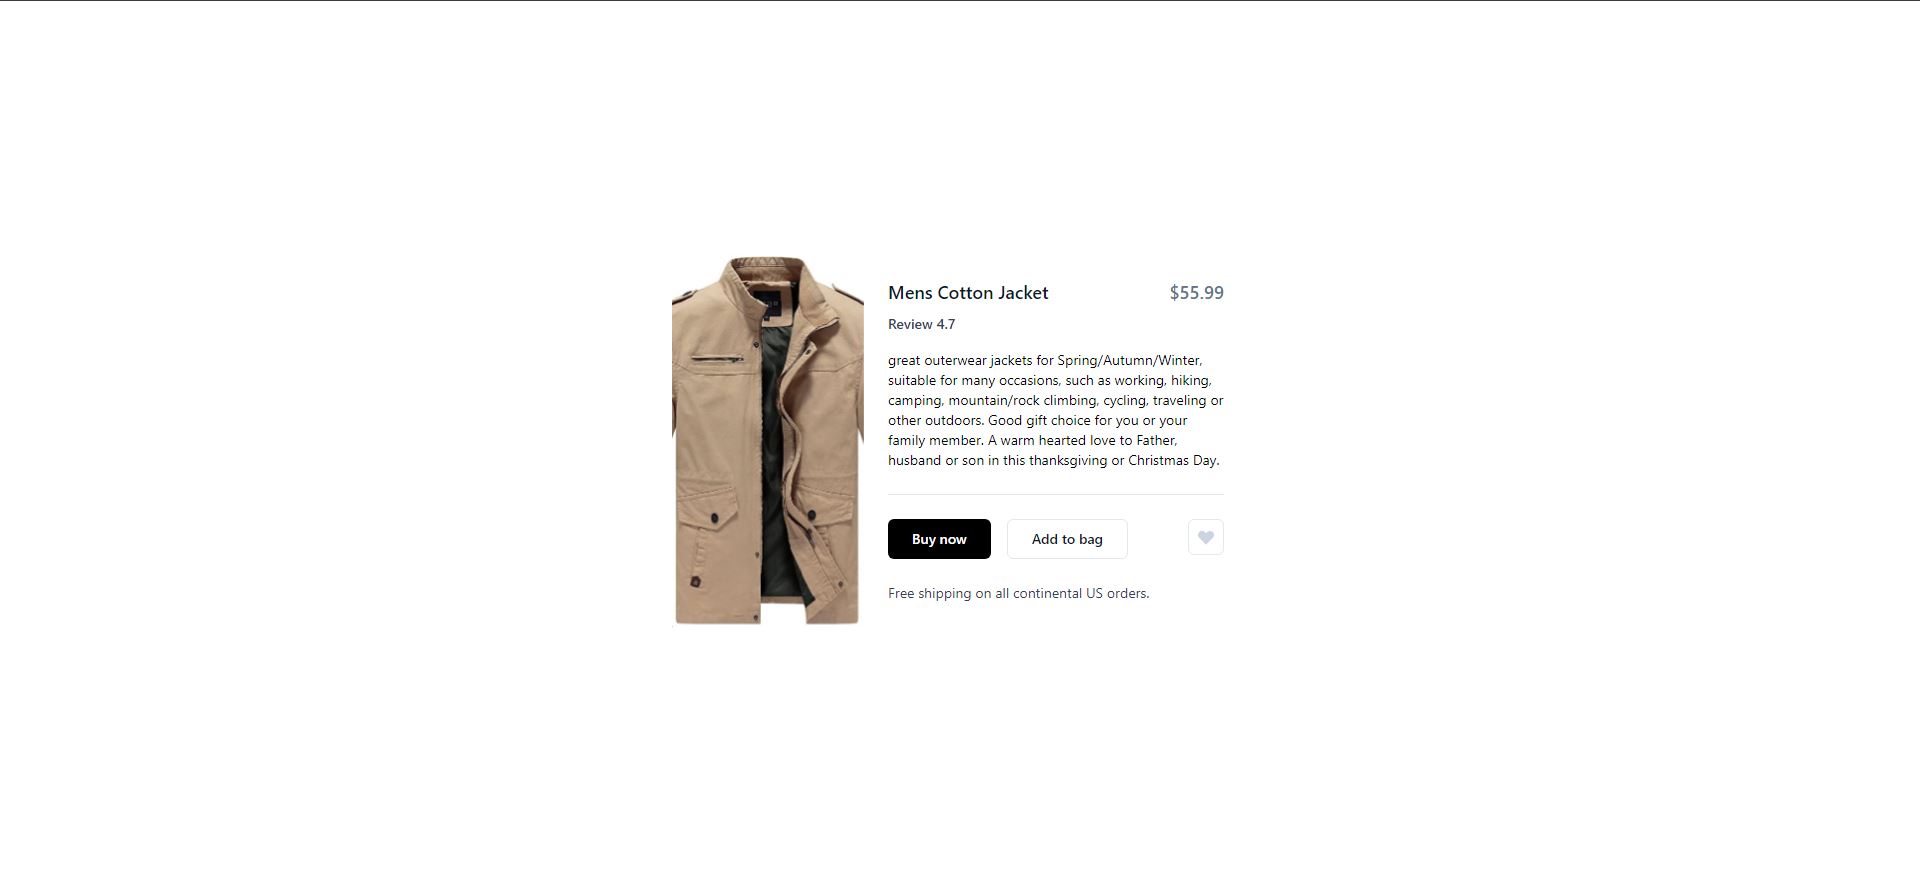 Mens Cotton Jacket $55.99
Review 4.7
great outerwear jackets for Spring/Autumn/Winter,
suitable for many occasions, such as working, hiking,
camping, mountain/rock climbing, cycling, traveling or
other outdoors. Good gift choice for you or your
family member. A warm hearted love to Father,
husband or son in this thanksgiving or Christmas Day.
Buy now Add to bag
Free shipping on all continental US orders.